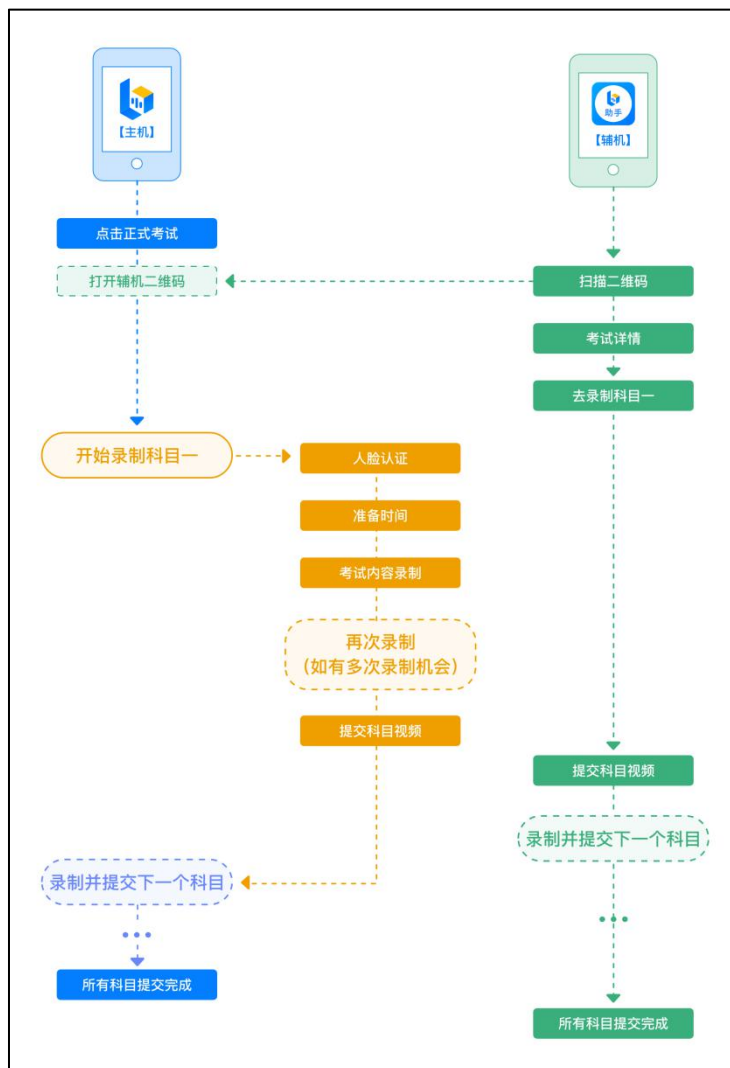 【主机】
助手
【辅机】
点击正式考试
打开辅机二维码
扫描二维码
考试详情
去录制科目一
开始录制科目一
人脸认证
准备时间
考试内容录制
再次录制
（如有多次录制机会）
提交科目视频
提交科目视频
录制并提交下一个科目
录制并提交下一个科目
所有科目提交完成
所有科目提交完成